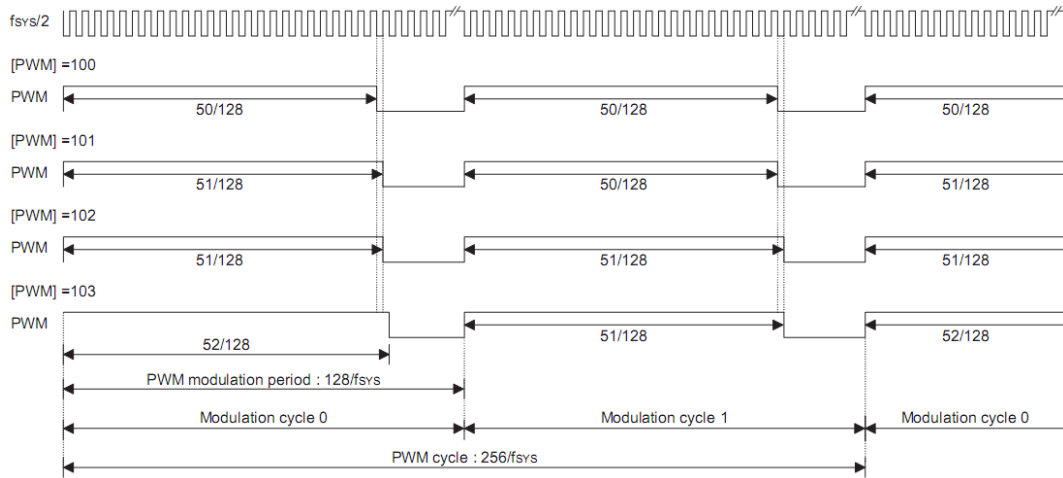 fSYS/2
[PWM] =100
PWM
50/128 50/128 50/128
[PWM] =101
PWM
51/128 50/128 51/128
[PWM] =102
PWM
51/128 51/128 51/128
[PWM] =103
PWM
52/128 51/128 52/128
PWM modulation period : 128/fSYS
Modulation cycle 0 Modulation cycle 1 Modulation cycle 0
PWM cycle : 256/fSYS